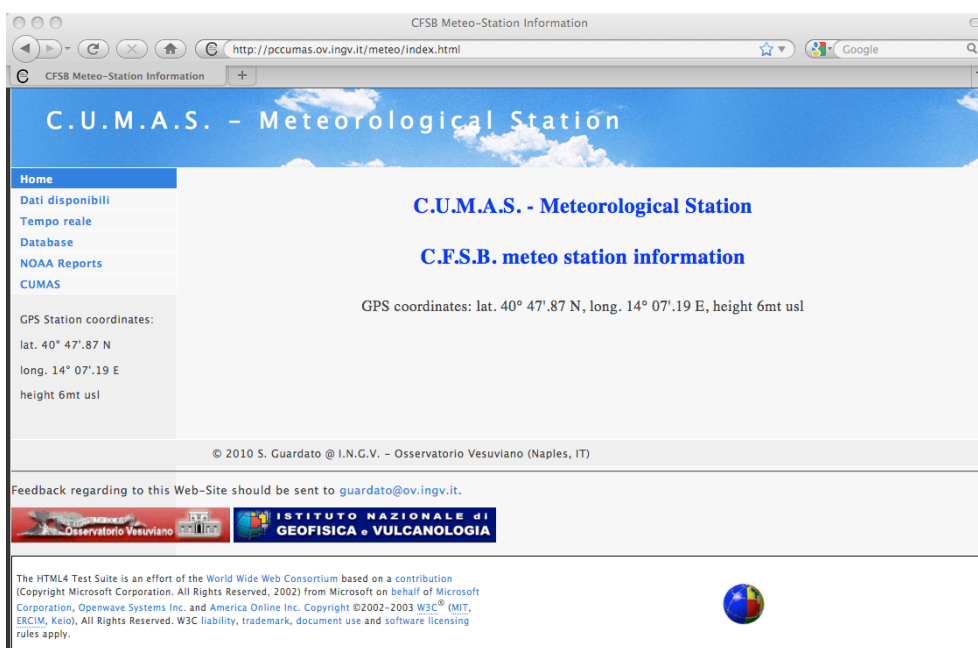 CFSB Meteo-Station Information
http://pccumas.ov.ingv.it/meteo/index.html
Google
CFSB Meteo-Station Information
C.U.M.A.S. – Meteorological Station
Home
Dati disponibili
Tempo reale
Database
NOAA Reports
CUMAS
GPS Station coordinates:
lat. 40° 47'.87 N
long. 14° 07'.19 E
height 6mt usl
C.U.M.A.S. - Meteorological Station
C.F.S.B. meteo station information
GPS coordinates: lat. 40° 47'.87 N, long. 14° 07'.19 E, height 6mt usl
© 2010 S. Guardato @ I.N.G.V. – Osservatorio Vesuviano (Naples, IT)
Feedback regarding to this Web-Site should be sent to guardato@ov.ingv.it.
Osservatorio Vesuviano
ISTITUTO NAZIONALE di
GEOFISICA e VULCANOLOGIA
The HTML4 Test Suite is an effort of the World Wide Web Consortium based on a contribution
(Copyright Microsoft Corporation. All Rights Reserved, 2002) from Microsoft on behalf of Microsoft
Corporation, Openwave Systems Inc. and America Online Inc. Copyright ©2002-2003 W3C® (MIT,
ERCIM, Keio), All Rights Reserved. W3C liability, trademark, document use and software licensing
rules apply.